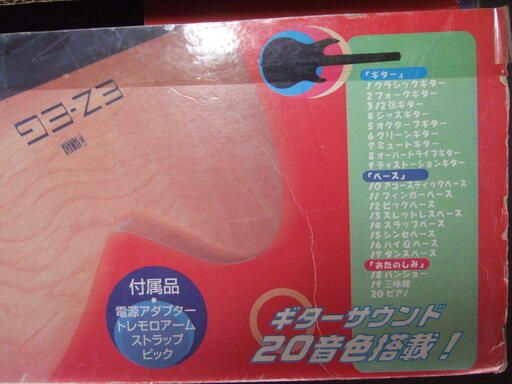 EZ-EG
YAMAHA
「ギター」
1 クラシックギター
2 フォークギター
3 12弦ギター
4 ジャズギター
5 オクターブギター
6 クリーンギター
7 ミュートギター
8 オーバードライブギター
9 ディストーションギター
「ベース」
10 アコースティックベース
11 フィンガーベース
12 ピックベース
13 スレットレスベース
14 スラップベース
15 シンセベース
16 ハイQベース
17 ダンスベース
「おたのしみ」
18 バンジョー
19 三味線
20 ピアノ
付属品
電源アダプター
トレモロアーム
ストラップ
ピック
ギターサウンド
20音色搭載!